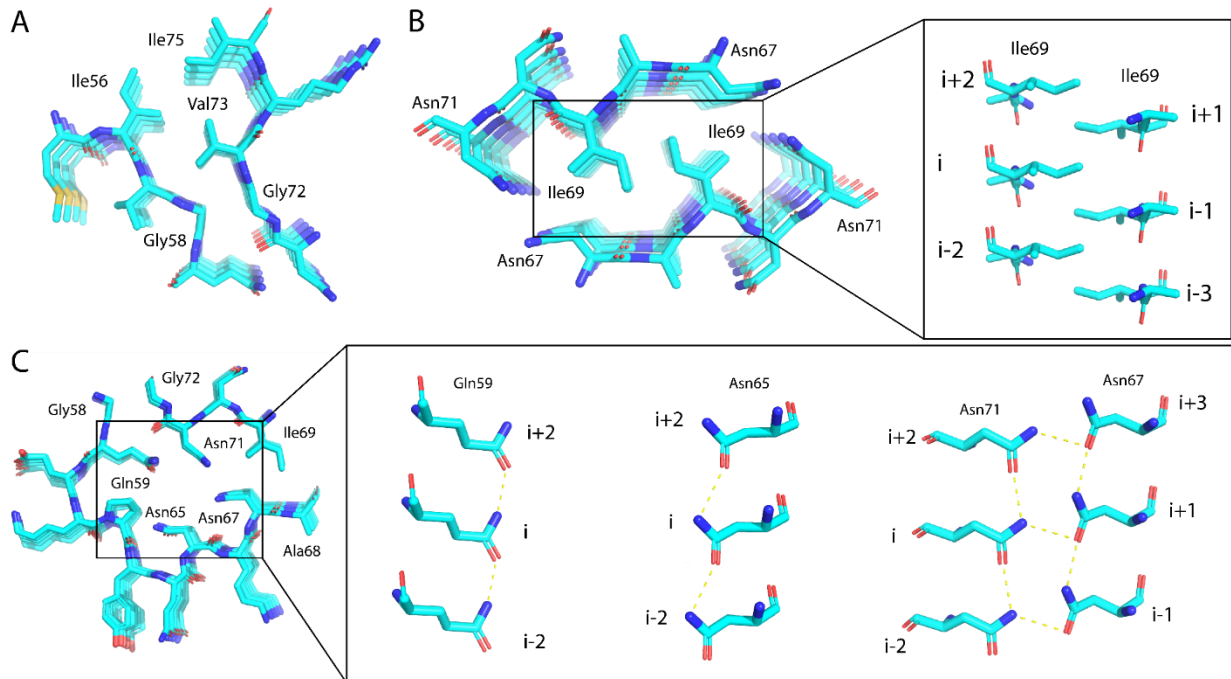 A
Ile75
Ile56
Val73
Gly72
Gly58
B
Asn67
Asn71
Ile69
Ile69
Asn67
Asn71
Ile69
i+2
Ile69
i+1
i
i-1
i-2
i-3
C
Gly72
Gly58
Asn71
Ile69
Gln59
Asn65
Asn67
Ala68
Gln59
i+2
i
i-2
Asn65
i+2
i
i-2
Asn67
Asn71
i+3
i+2
i+1
i
i-1
i-2